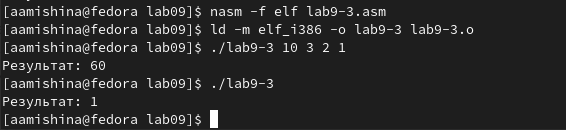 [aamishina@fedora lab09]$ nasm -f elf lab9-3.asm
[aamishina@fedora lab09]$ ld -m elf_i386 -o lab9-3 lab9-3.o
[aamishina@fedora lab09]$ ./lab9-3 10 3 2 1
Результат: 60
[aamishina@fedora lab09]$ ./lab9-3
Результат: 1
[aamishina@fedora lab09]$